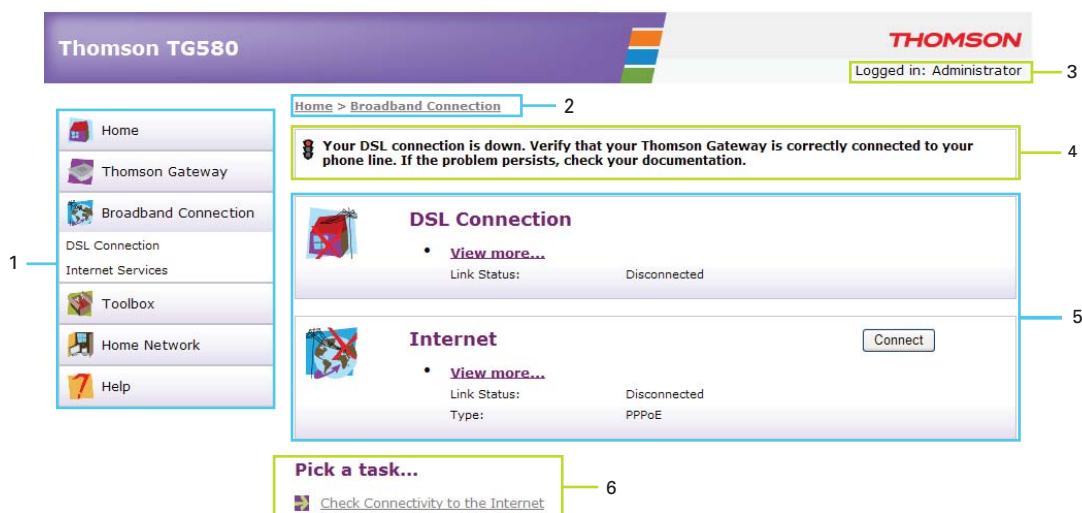 Thomson TG580
THOMSON
Logged in: Administrator
3
Home > Broadband Connection
2
Your DSL connection is down. Verify that your Thomson Gateway is correctly connected to your
phone line. If the problem persists, check your documentation.
4
1
Home
Thomson Gateway
Broadband Connection
DSL Connection
Internet Services
Toolbox
Home Network
Help
DSL Connection
• View more...
Link Status: Disconnected
5
Internet
Connect
• View more...
Link Status: Disconnected
Type: PPPoE
Pick a task...
Check Connectivity to the Internet
6